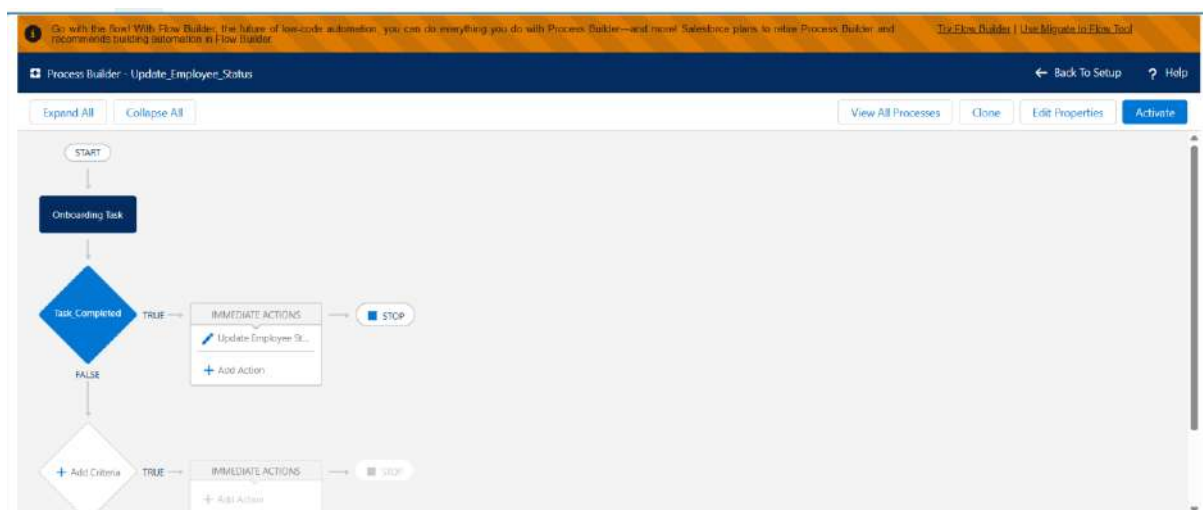 Go with the flow! With Flow Builder, the future of low-code automation, you can do everything you do with Process Builder—and more! Salesforce plans to retire Process Builder and
recommends building automation in Flow Builder.
Try Flow Builder | Use Migrate to Flow Tool
Process Builder - Update_Employee_Status
← Back To Setup
? Help
Expand All
Collapse All
View All Processes
Clone
Edit Properties
Activate
START
Onboarding Task
Task_Completed
TRUE
IMMEDIATE ACTIONS
STOP
Update Employee St...
+ Add Action
FALSE
+ Add Criteria
TRUE
IMMEDIATE ACTIONS
STOP
+ Add Action